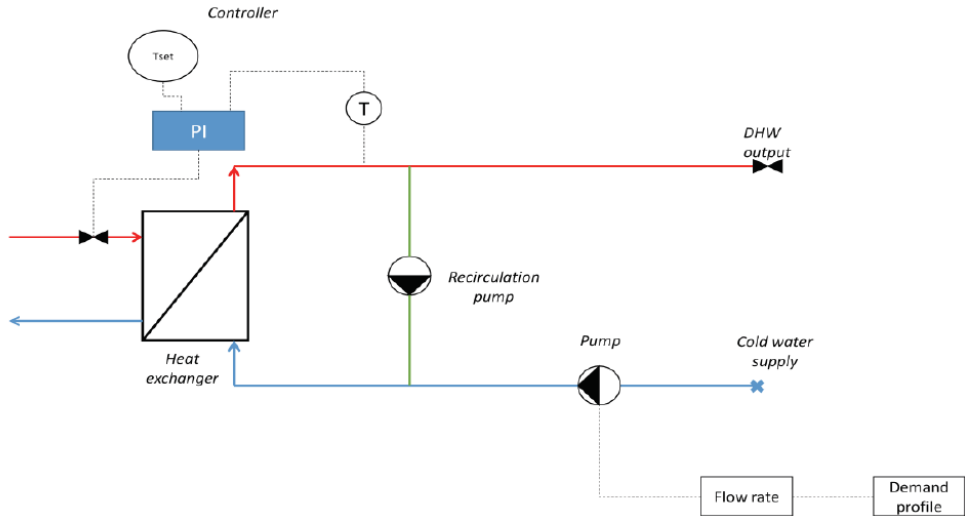 Controller
Tset
PI
T
DHW
output
Recirculation
pump
Heat
exchanger
Pump
Cold water
supply
Flow rate
Demand
profile